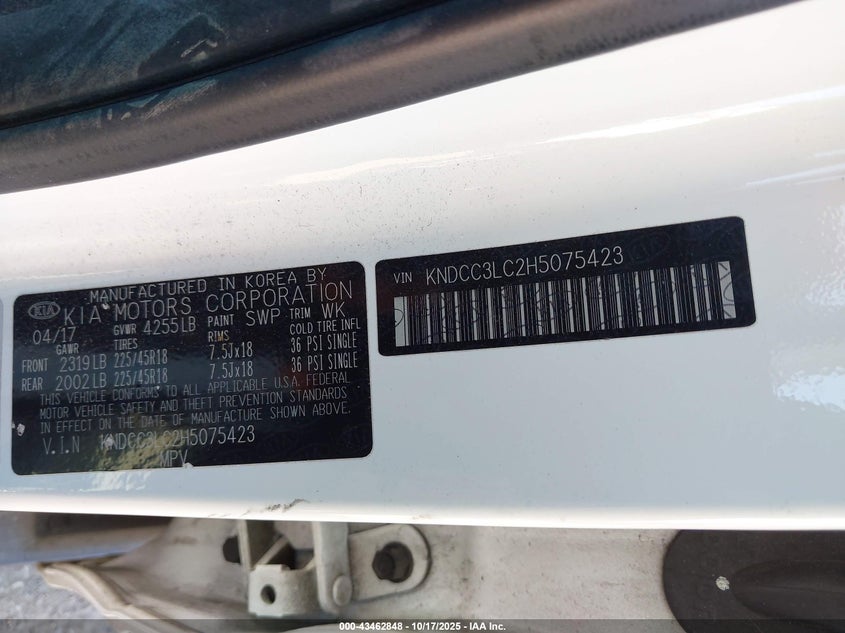 MANUFACTURED IN KOREA BY
KIA KIA MOTORS CORPORATION
04/17 GVWR 4255LB PAINT SWP TRIM WK
GAWR TIRES RIMS COLD TIRE INFL
FRONT 2319LB 225/45R18 7.5Jx18 36 PSI SINGLE
REAR 2002LB 225/45R18 7.5Jx18 36 PSI SINGLE
THIS VEHICLE CONFORMS TO ALL APPLICABLE U.S.A. FEDERAL
MOTOR VEHICLE SAFETY AND THEFT PREVENTION STANDARDS
IN EFFECT ON THE DATE OF MANUFACTURE SHOWN ABOVE.
V.I.N KNDCC3LC2H5075423
MPV
VIN KNDCC3LC2H5075423
000-43462848 - 10/17/2025 - IAA Inc.